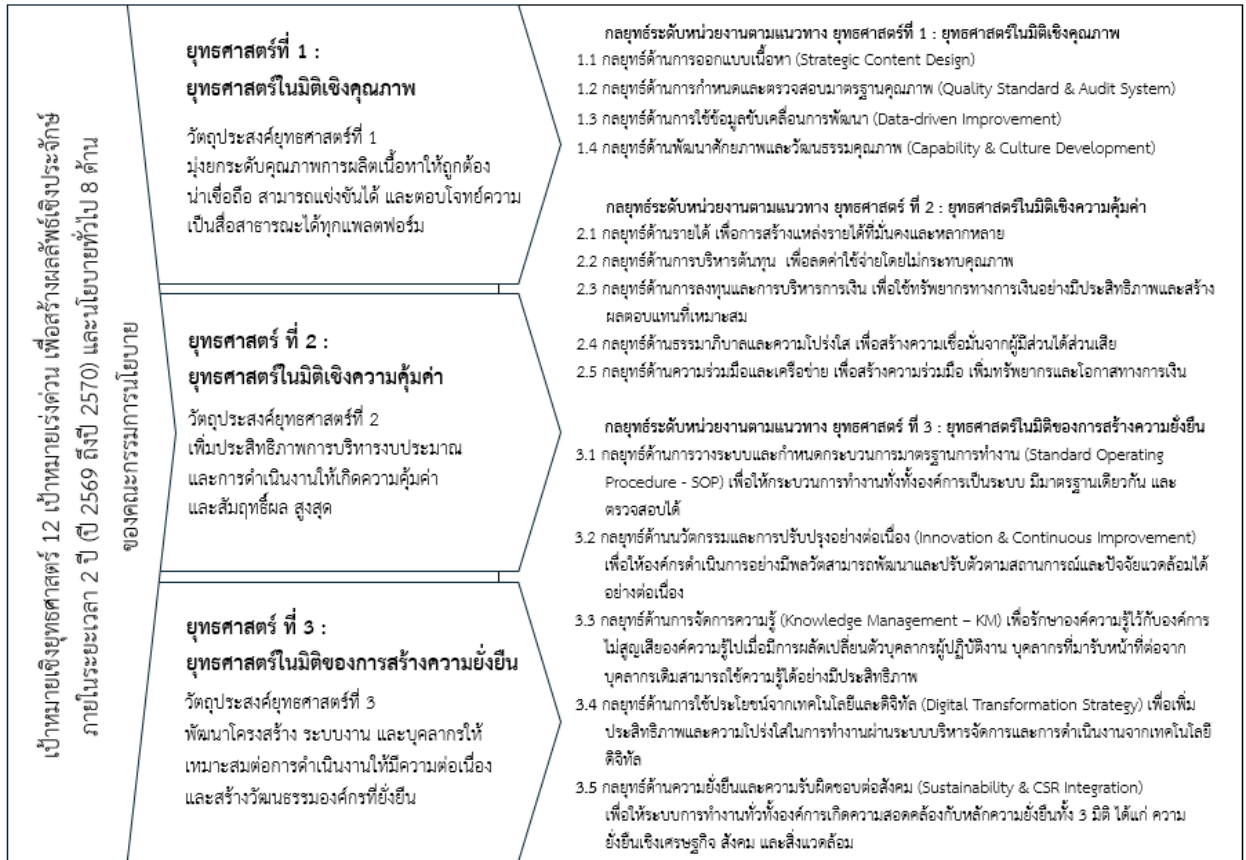 เป้าหมายเชิงยุทธศาสตร์ 12 เป้าหมายเร่งด่วน เพื่อสร้างผลลัพธ์เชิงประจักษ์
ภายในระยะเวลา 2 ปี (ปี 2569 ถึงปี 2570) และนโยบายทั่วไป 8 ด้าน
ของคณะกรรมการนโยบาย
ยุทธศาสตร์ที่ 1 :
ยุทธศาสตร์ในมิติเชิงคุณภาพ
วัตถุประสงค์ยุทธศาสตร์ที่ 1
มุ่งยกระดับคุณภาพการผลิตเนื้อหาให้ถูกต้อง
น่าเชื่อถือ สามารถแข่งขันได้ และตอบโจทย์ความ
เป็นสื่อสาธารณะได้ทุกแพลตฟอร์ม
กลยุทธ์ระดับหน่วยงานตามแนวทาง ยุทธศาสตร์ที่ 1 : ยุทธศาสตร์ในมิติเชิงคุณภาพ
1.1 กลยุทธ์ด้านการออกแบบเนื้อหา (Strategic Content Design)
1.2 กลยุทธ์ด้านการกำหนดและตรวจสอบมาตรฐานคุณภาพ (Quality Standard & Audit System)
1.3 กลยุทธ์ด้านการใช้ข้อมูลขับเคลื่อนการพัฒนา (Data-driven Improvement)
1.4 กลยุทธ์ด้านพัฒนาศักยภาพและวัฒนธรรมคุณภาพ (Capability & Culture Development)
ยุทธศาสตร์ ที่ 2 :
ยุทธศาสตร์ในมิติเชิงความคุ้มค่า
วัตถุประสงค์ยุทธศาสตร์ที่ 2
เพิ่มประสิทธิภาพการบริหารงบประมาณ
และการดำเนินงานให้เกิดความคุ้มค่า
และสัมฤทธิ์ผล สูงสุด
กลยุทธ์ระดับหน่วยงานตามแนวทาง ยุทธศาสตร์ ที่ 2 : ยุทธศาสตร์ในมิติเชิงความคุ้มค่า
2.1 กลยุทธ์ด้านรายได้ เพื่อการสร้างแหล่งรายได้ที่มั่นคงและหลากหลาย
2.2 กลยุทธ์ด้านการบริหารต้นทุน เพื่อลดค่าใช้จ่ายโดยไม่กระทบคุณภาพ
2.3 กลยุทธ์ด้านการลงทุนและการบริหารการเงิน เพื่อใช้ทรัพยากรทางการเงินอย่างมีประสิทธิภาพและสร้าง
ผลตอบแทนที่เหมาะสม
2.4 กลยุทธ์ด้านธรรมาภิบาลและความโปร่งใส เพื่อสร้างความเชื่อมั่นจากผู้มีส่วนได้ส่วนเสีย
2.5 กลยุทธ์ด้านความร่วมมือและเครือข่าย เพื่อสร้างความร่วมมือ เพิ่มทรัพยากรและโอกาสทางการเงิน
ยุทธศาสตร์ ที่ 3 :
ยุทธศาสตร์ในมิติของการสร้างความยั่งยืน
วัตถุประสงค์ยุทธศาสตร์ที่ 3
พัฒนาโครงสร้าง ระบบงาน และบุคลากรให้
เหมาะสมต่อการดำเนินงานให้มีความต่อเนื่อง
และสร้างวัฒนธรรมองค์กรที่ยั่งยืน
กลยุทธ์ระดับหน่วยงานตามแนวทาง ยุทธศาสตร์ ที่ 3 : ยุทธศาสตร์ในมิติของการสร้างความยั่งยืน
3.1 กลยุทธ์ด้านการวางระบบและกำหนดกระบวนการมาตรฐานการทำงาน (Standard Operating
Procedure - SOP) เพื่อให้กระบวนการทำงานทั่งทั้งองค์การเป็นระบบ มีมาตรฐานเดียวกัน และ
ตรวจสอบได้
3.2 กลยุทธ์ด้านนวัตกรรมและการปรับปรุงอย่างต่อเนื่อง (Innovation & Continuous Improvement)
เพื่อให้องค์กรดำเนินการอย่างมีพลวัตสามารถพัฒนาและปรับตัวตามสถานการณ์และปัจจัยแวดล้อมได้
อย่างต่อเนื่อง
3.3 กลยุทธ์ด้านการจัดการความรู้ (Knowledge Management – KM) เพื่อรักษาองค์ความรู้ไว้กับองค์การ
ไม่สูญเสียองค์ความรู้ไปเมื่อมีการผลัดเปลี่ยนตัวบุคลากรผู้ปฏิบัติงาน บุคลากรที่มารับหน้าที่ต่อจาก
บุคลากรเดิมสามารถใช้ความรู้ได้อย่างมีประสิทธิภาพ
3.4 กลยุทธ์ด้านการใช้ประโยชน์จากเทคโนโลยีและดิจิทัล (Digital Transformation Strategy) เพื่อเพิ่ม
ประสิทธิภาพและความโปร่งใสในการทำงานผ่านระบบบริหารจัดการและการดำเนินงานจากเทคโนโลยี
ดิจิทัล
3.5 กลยุทธ์ด้านความยั่งยืนและความรับผิดชอบต่อสังคม (Sustainability & CSR Integration)
เพื่อให้ระบบการทำงานทั่วทั้งองค์การเกิดความสอดคล้องกับหลักความยั่งยืนทั้ง 3 มิติ ได้แก่ ความ
ยั่งยืนเชิงเศรษฐกิจ สังคม และสิ่งแวดล้อม